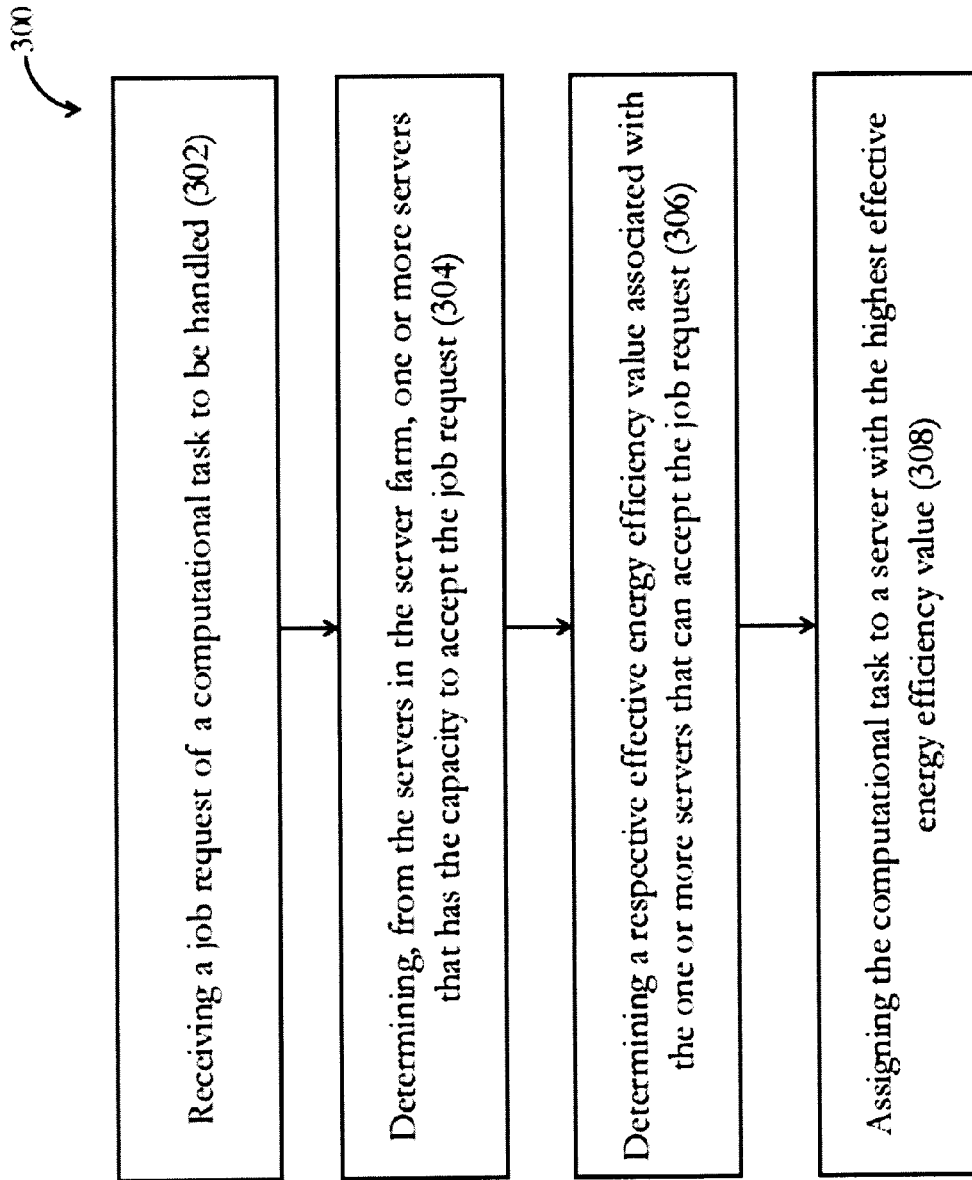 300
Receiving a job request of a computational task to be handled (302)
Determining, from the servers in the server farm, one or more servers
that has the capacity to accept the job request (304)
Determining a respective effective energy efficiency value associated with
the one or more servers that can accept the job request (306)
Assigning the computational task to a server with the highest effective
energy efficiency value (308)